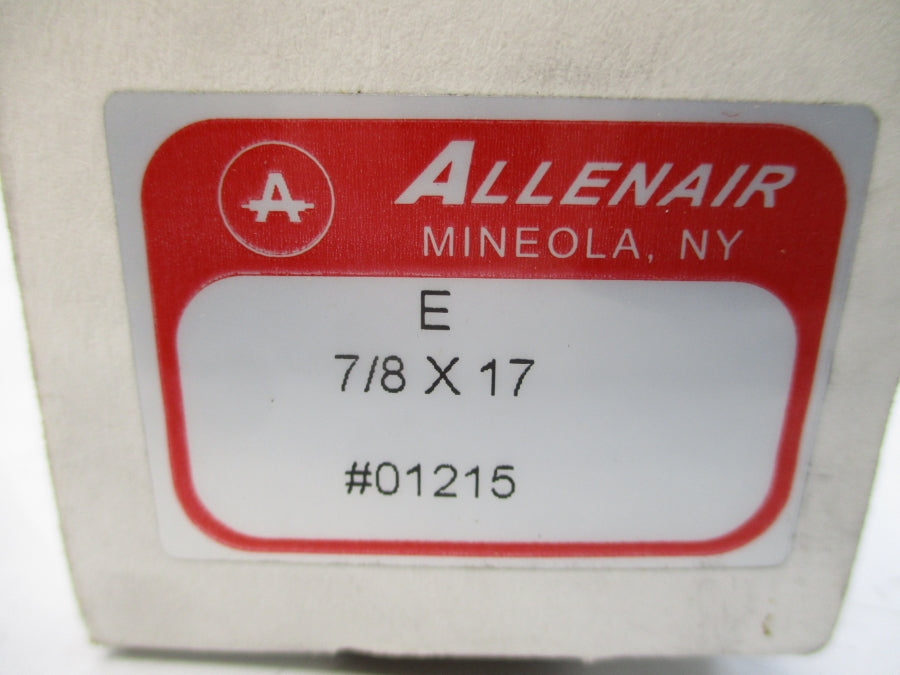 A
ALLENAIR
MINEOLA, NY
E
7/8 X 17
#01215